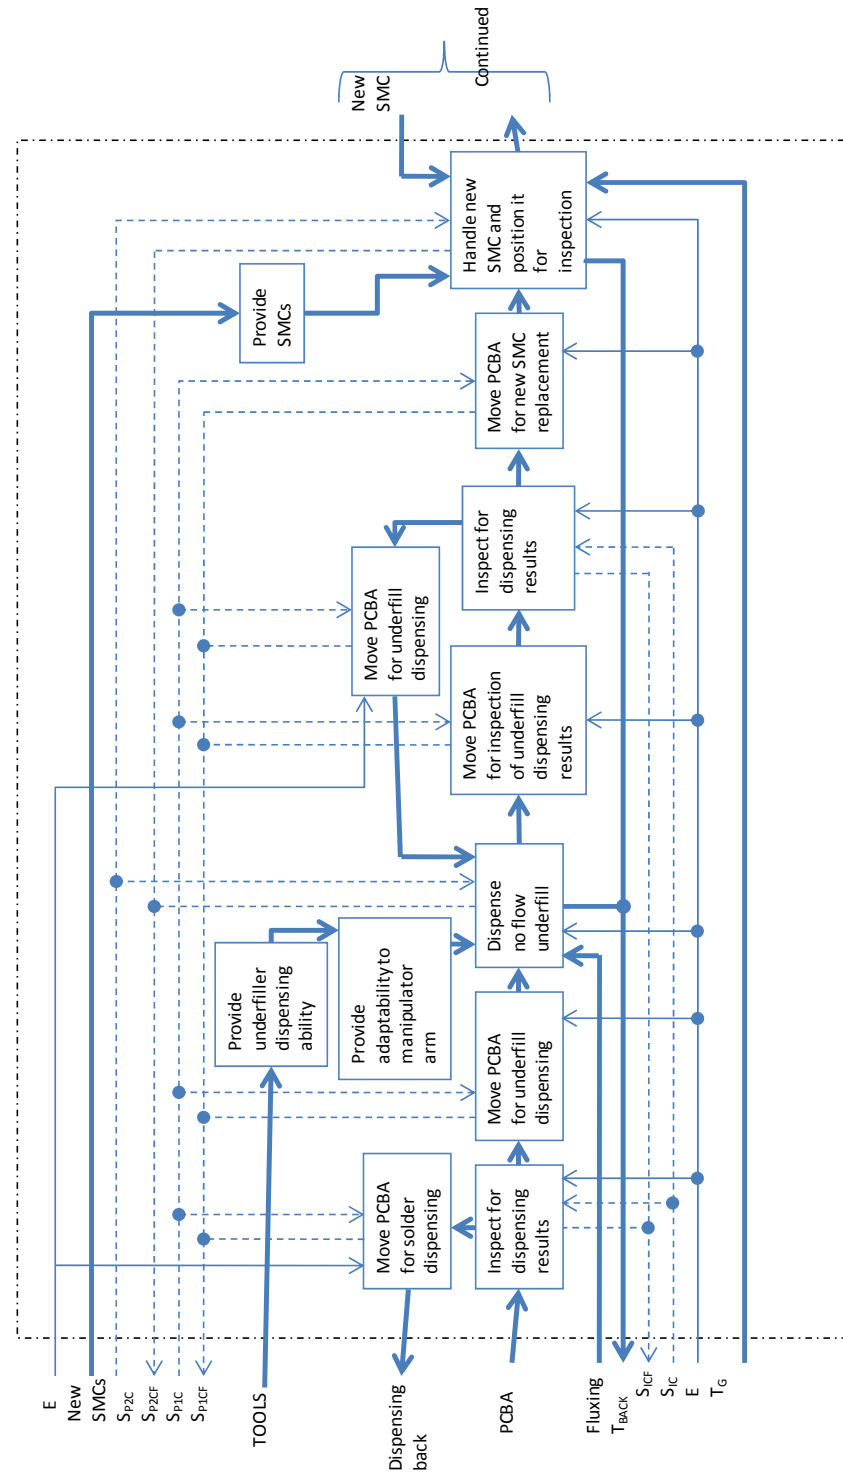 E
New
SMCs
SP2C
SP2CF
SP1C
SP1CF
TOOLS
Dispensing
back
PCBA
Fluxing
TBACK
SICF
SIC
E
TG
Move PCBA
for solder
dispensing
Inspect for
dispensing
results
Provide
underfiller
dispensing
ability
Provide
adaptability to
manipulator
arm
Move PCBA
for underfill
dispensing
Dispense
no flow
underfill
Move PCBA
for underfill
dispensing
Move PCBA
for inspection
of underfill
dispensing
results
Inspect for
dispensing
results
Provide
SMCs
Move PCBA
for new SMC
replacement
Handle new
SMC and
position it
for
inspection
New
SMC
Continued